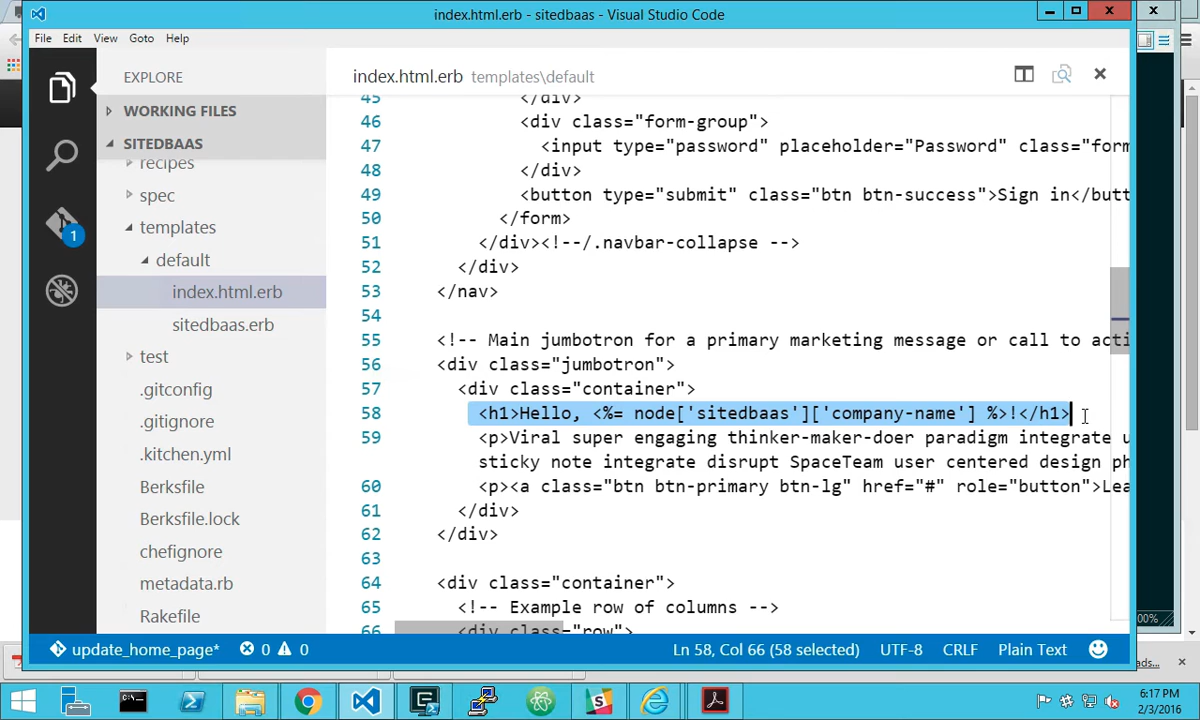 index.html.erb - sitedbaas - Visual Studio Code
File Edit View Goto Help
EXPLORE
WORKING FILES
SITEDBAAS
recipes
spec
templates
default
index.html.erb
sitedbaas.erb
test
.gitconfig
.kitchen.yml
Berksfile
Berksfile.lock
chefignore
metadata.rb
Rakefile
index.html.erb templates\default
45 </div>
46 <div class="form-group">
47 <input type="password" placeholder="Password" class="form
48 </div>
49 <button type="submit" class="btn btn-success">Sign in</butt
50 </form>
51 </div><!--/.navbar-collapse -->
52 </div>
53 </nav>
54
55 <!-- Main jumbotron for a primary marketing message or call to acti
56 <div class="jumbotron">
57 <div class="container">
58 <h1>Hello, <%= node['sitedbaas']['company-name'] %>!</h1>
59 <p>Viral super engaging thinker-maker-doer paradigm integrate u
sticky note integrate disrupt SpaceTeam user centered design ph
60 <p><a class="btn btn-primary btn-lg" href="#" role="button">Lea
61 </div>
62 </div>
63
64 <div class="container">
65 <!-- Example row of columns -->
66 <div class="row">
update_home_page* 0 0 Ln 58, Col 66 (58 selected) UTF-8 CRLF Plain Text
1
00%
ads...
6:17 PM
2/3/2016